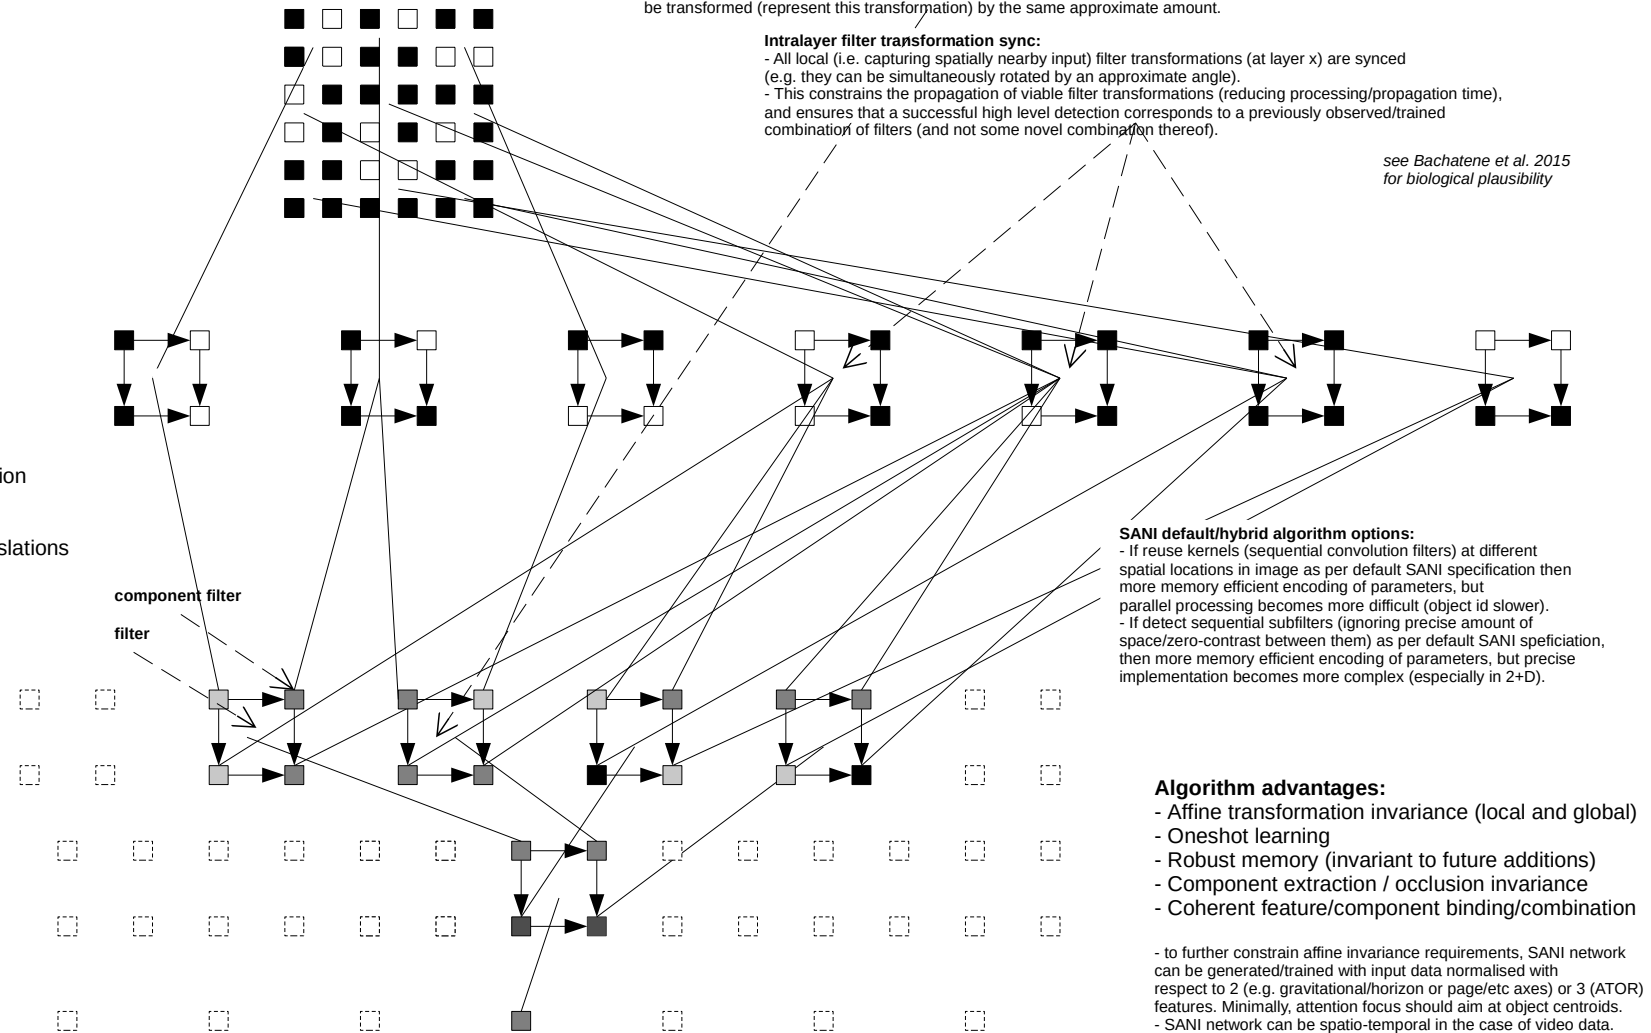 be transformed (represent this transformation) by the same approximate amount.
Intralayer filter transformation sync:
- All local (i.e. capturing spatially nearby input) filter transformations (at layer x) are synced
(e.g. they can be simultaneously rotated by an approximate angle).
- This constrains the propagation of viable filter transformations (reducing processing/propagation time),
and ensures that a successful high level detection corresponds to a previously observed/trained
combination of filters (and not some novel combination thereof).
see Bachatene et al. 2015
for biological plausibility
ion
slations
SANI default/hybrid algorithm options:
- If reuse kernels (sequential convolution filters) at different
spatial locations in image as per default SANI specification then
more memory efficient encoding of parameters, but
parallel processing becomes more difficult (object id slower).
- If detect sequential subfilters (ignoring precise amount of
space/zero-contrast between them) as per default SANI speficiation,
then more memory efficient encoding of parameters, but precise
implementation becomes more complex (especially in 2+D).
component filter
filter
Algorithm advantages:
- Affine transformation invariance (local and global)
- Oneshot learning
- Robust memory (invariant to future additions)
- Component extraction / occlusion invariance
- Coherent feature/component binding/combination
- to further constrain affine invariance requirements, SANI network
can be generated/trained with input data normalised with
respect to 2 (e.g. gravitational/horizon or page/etc axes) or 3 (ATOR)
features. Minimally, attention focus should aim at object centroids.
- SANI network can be spatio-temporal in the case of video data.